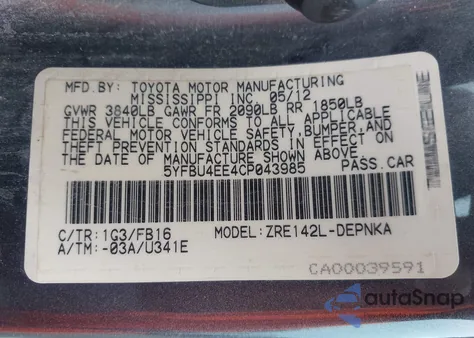 MFD.BY: TOYOTA MOTOR MANUFACTURING
MISSISSIPPI INC 05/12
GVWR 3840LB GAWR FR 2090LB RR 1850LB
THIS VEHICLE CONFORMS TO ALL APPLICABLE
FEDERAL MOTOR VEHICLE SAFETY,BUMPER,AND
THEFT PREVENTION STANDARDS IN EFFECT ON
THE DATE OF MANUFACTURE SHOWN ABOVE.
5YFBU4EE4CP043985 PASS.CAR
C/TR:1G3/FB16 MODEL:ZRE142L-DEPNKA
A/TM:-03A/U341E
CA00039591
autoSnap